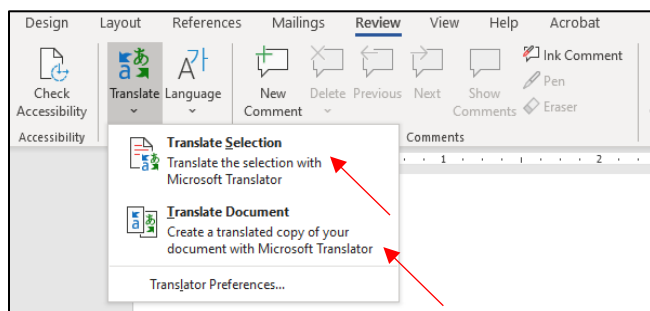 Design Layout References Mailings Review View Help Acrobat
Check Accessibility
Translate
Language
New Comment
Delete
Previous
Next
Show Comments
Ink Comment
Pen
Eraser
Accessibility
Comments
Translate Selection
Translate the selection with
Microsoft Translator
Translate Document
Create a translated copy of your
document with Microsoft Translator
Translator Preferences...
1 2